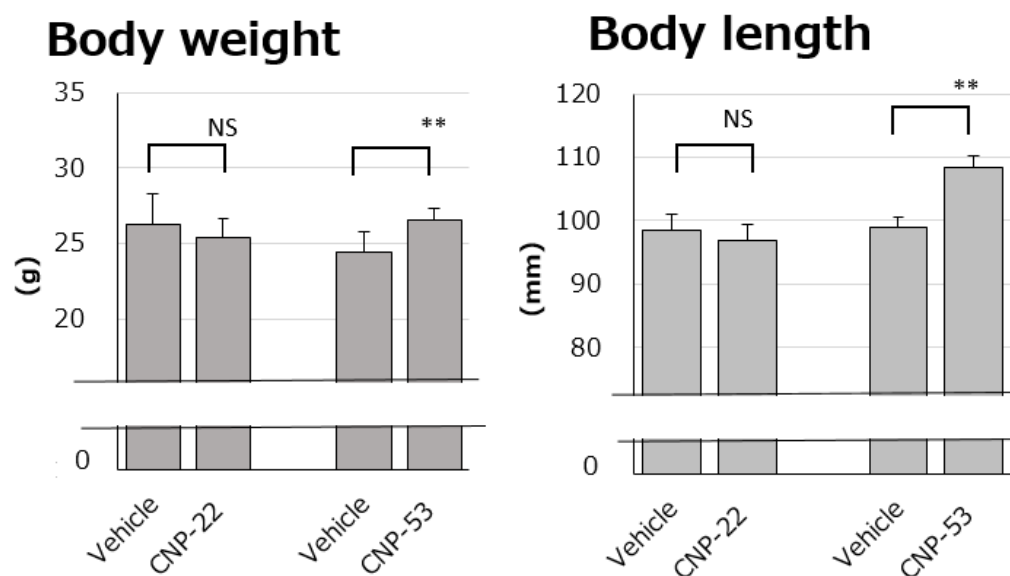 Body weight
35
30
25
20
0
(g)
NS
**
Vehicle
CNP-22
Vehicle
CNP-53
Body length
120
110
100
90
80
0
(mm)
NS
**
Vehicle
CNP-22
Vehicle
CNP-53